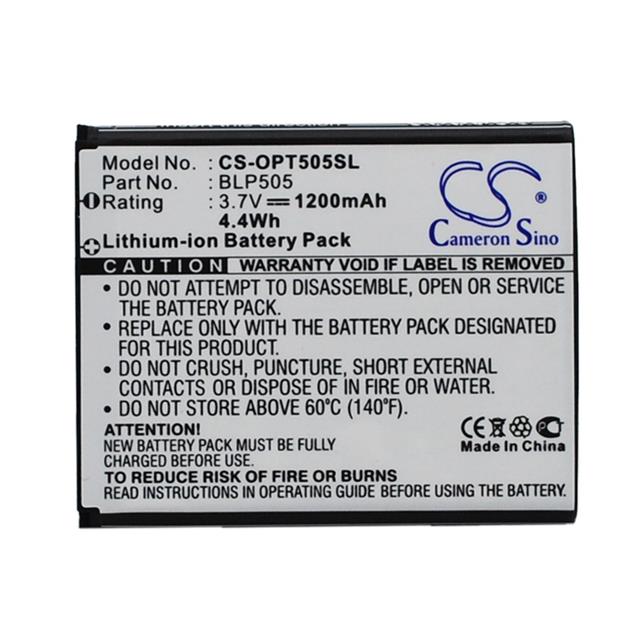 Model No. : CS-OPT505SL
Part No. : BLP505
Rating : 3.7V 1200mAh
4.4Wh
Lithium-ion Battery Pack
CS
Cameron Sino
CAUTION WARRANTY VOID IF LABEL IS REMOVED
• DO NOT ATTEMPT TO DISASSEMBLE, OPEN OR SERVICE
THE BATTERY PACK.
• REPLACE ONLY WITH THE BATTERY PACK DESIGNED
FOR THIS PRODUCT.
• DO NOT CRUSH, PUNCTURE, SHORT EXTERNAL
CONTACTS OR DISPOSE OF IN FIRE OR WATER.
• DO NOT STORE ABOVE 60°C (140°F).
ATTENTION!
NEW BATTERY PACK MUST BE FULLY CHARGED BEFORE USE.
CE
Made In China
TO REDUCE RISK OF FIRE OR BURNS
READ INSTRUCTIONS GUIDE BEFORE USING THE BATTERY.